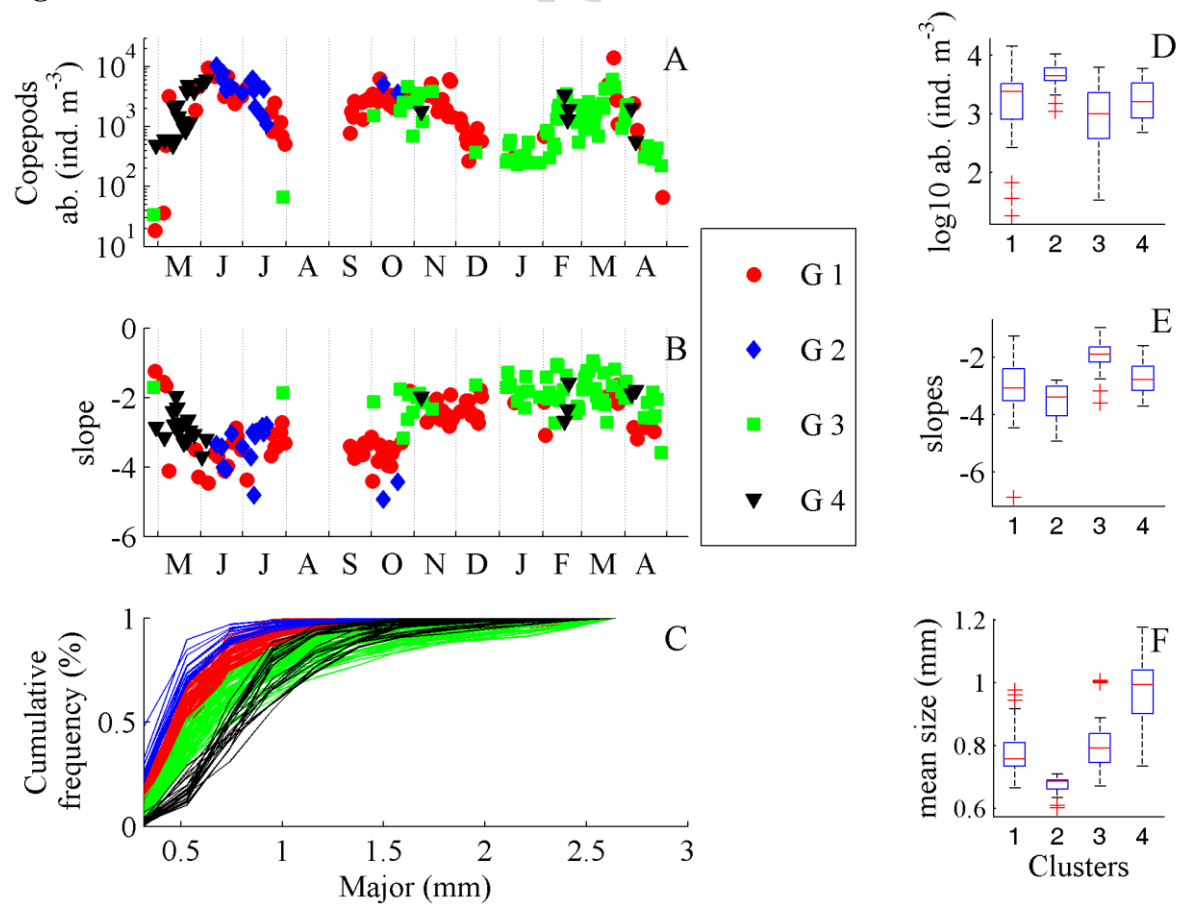 A
Copepods
ab. (ind. m-3)
10^4
10^3
10^2
10^1
M J J A S O N D J F M A
B
slope
0
-2
-4
-6
M J J A S O N D J F M A
C
Cumulative
frequency (%)
1
0.5
0
0.5 1 1.5 2 2.5 3
Major (mm)
G 1
G 2
G 3
G 4
D
log10 ab. (ind. m-3)
4
3
2
1 2 3 4
E
slopes
-2
-4
-6
1 2 3 4
F
mean size (mm)
1.2
1
0.8
0.6
1 2 3 4
Clusters